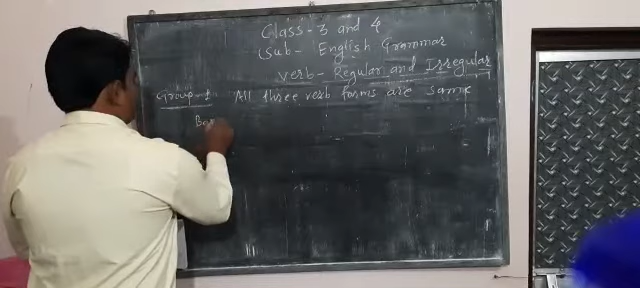 Class-3 and 4
Sub- English Grammar
Verb- Regular and Irregular
Group-1- All three verb forms are same